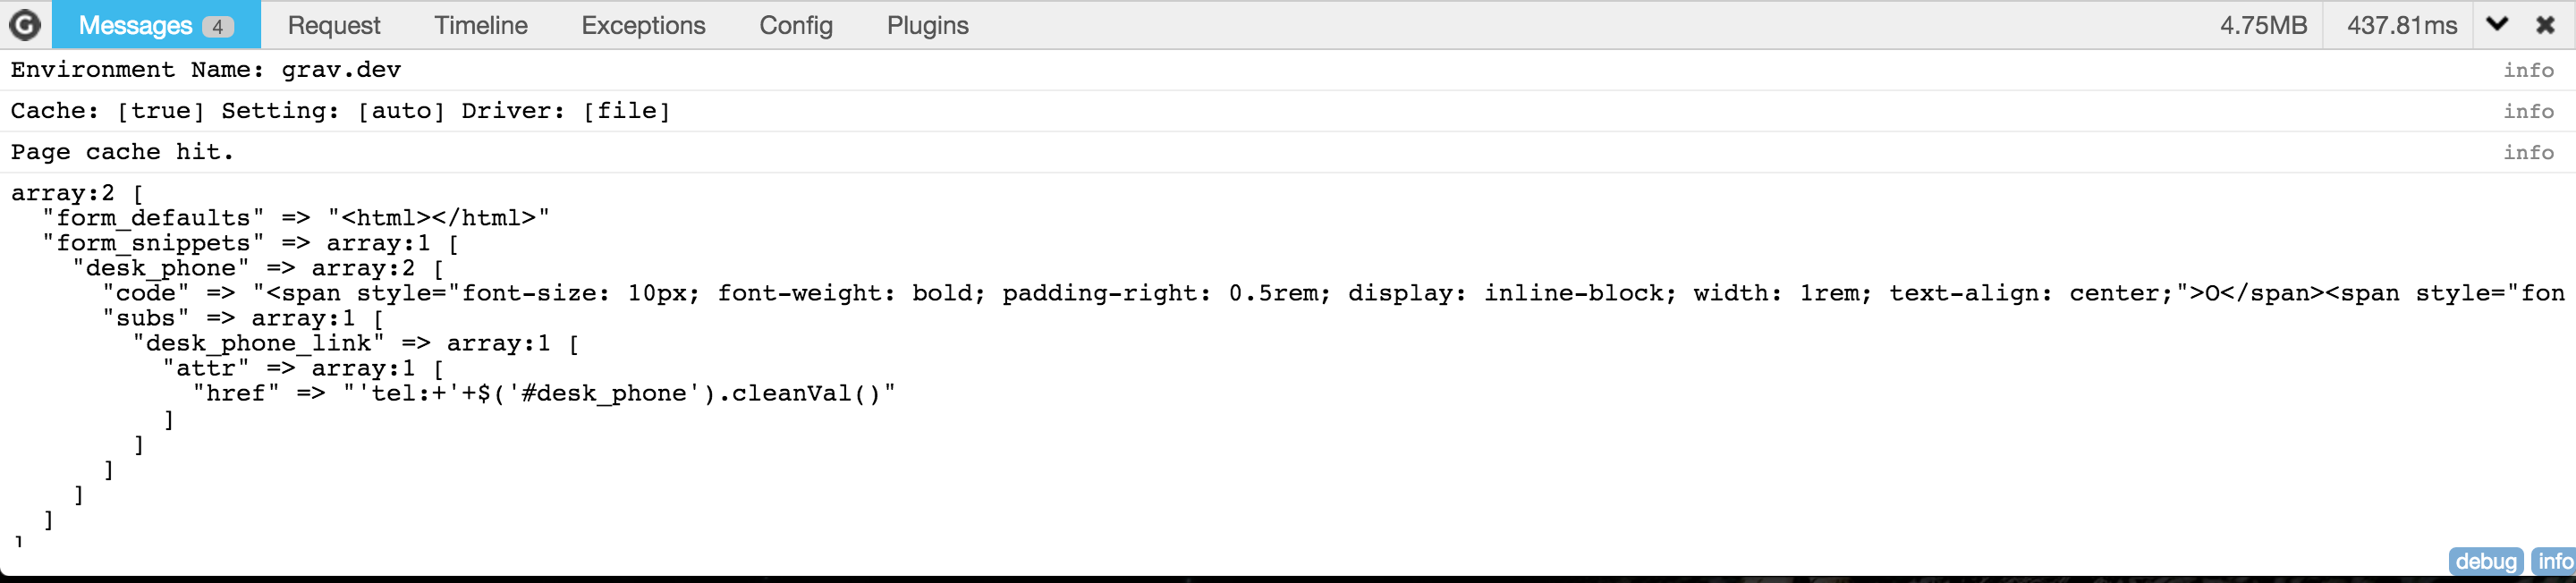 G Messages 4 Request Timeline Exceptions Config Plugins 4.75MB 437.81ms
Environment Name: grav.dev info
Cache: [true] Setting: [auto] Driver: [file] info
Page cache hit. info
array:2 [
  "form_defaults" => "<html></html>"
  "form_snippets" => array:1 [
    "desk_phone" => array:2 [
      "code" => "<span style="font-size: 10px; font-weight: bold; padding-right: 0.5rem; display: inline-block; width: 1rem; text-align: center;">O</span><span style="fon
      "subs" => array:1 [
        "desk_phone_link" => array:1 [
          "attr" => array:1 [
            "href" => "'tel:+'+$('#desk_phone').cleanVal()"
          ]
        ]
      ]
    ]
  ]
]
debug info